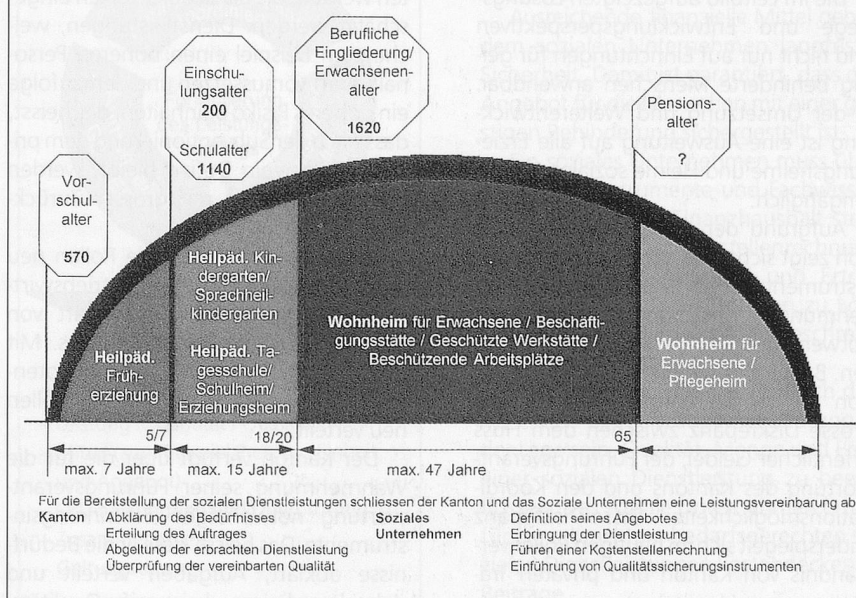 Vor-
schul-
alter
570
Einschu-
lungsalter
200
Schulalter
1140
Berufliche
Eingliederung/
Erwachsenen-
alter
1620
Pensions-
alter
?
Heilpäd.
Früh-
erziehung
Heilpäd. Kin-
dergarten/
Sprachheil-
kindergarten
Heilpäd. Ta-
gesschule/
Schulheim/
Erziehungsheim
Wohnheim für Erwachsene / Beschäfti-
gungsstätte / Geschützte Werkstätte /
Beschützende Arbeitsplätze
Wohnheim für
Erwachsene /
Pflegeheim
5/7
18/20
65
max. 7 Jahre
max. 15 Jahre
max. 47 Jahre
Für die Bereitstellung der sozialen Dienstleistungen schliessen der Kanton und das Soziale Unternehmen eine Leistungsvereinbarung ab
Kanton
Abklärung des Bedürfnisses
Erteilung des Auftrages
Abgeltung der erbrachten Dienstleistung
Überprüfung der vereinbarten Qualität
Soziales
Unternehmen
Definition seines Angebotes
Erbringung der Dienstleistung
Führen einer Kostenstellenrechnung
Einführung von Qualitätssicherungsinstrumenten